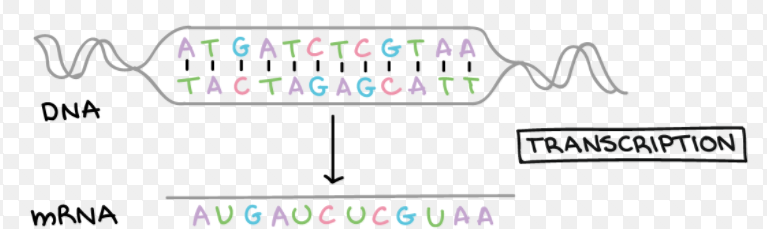 ATGATCTCGTAA
TACTAGAGCATT
DNA
TRANSCRIPTION
mRNA AUGAUCUCGUAA